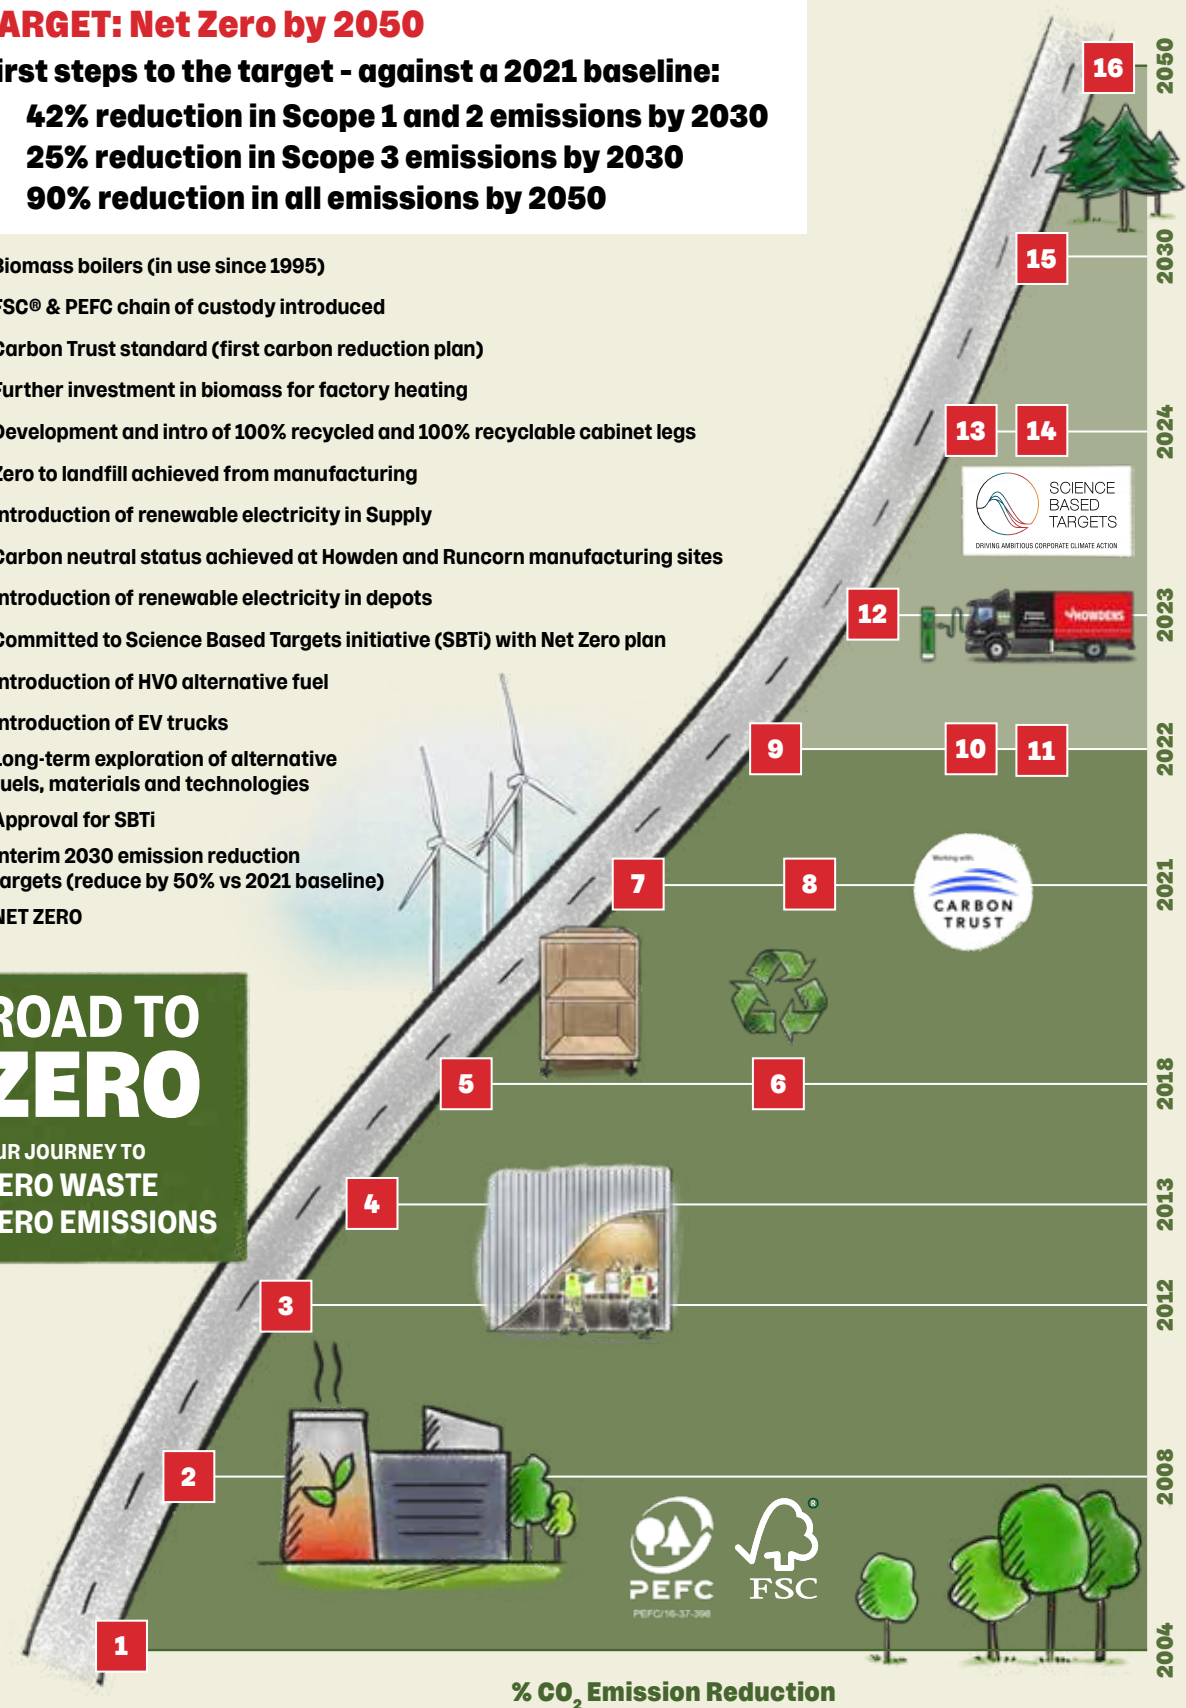 ARGET: Net Zero by 2050
irst steps to the target - against a 2021 baseline:
42% reduction in Scope 1 and 2 emissions by 2030
25% reduction in Scope 3 emissions by 2030
90% reduction in all emissions by 2050
Biomass boilers (in use since 1995)
FSC® & PEFC chain of custody introduced
Carbon Trust standard (first carbon reduction plan)
Further investment in biomass for factory heating
Development and intro of 100% recycled and 100% recyclable cabinet legs
Zero to landfill achieved from manufacturing
ntroduction of renewable electricity in Supply
Carbon neutral status achieved at Howden and Runcorn manufacturing sites
ntroduction of renewable electricity in depots
Committed to Science Based Targets initiative (SBTi) with Net Zero plan
ntroduction of HVO alternative fuel
ntroduction of EV trucks
Long-term exploration of alternative
uels, materials and technologies
Approval for SBTi
nterim 2030 emission reduction
argets (reduce by 50% vs 2021 baseline)
NET ZERO
ROAD TO
ZERO
UR JOURNEY TO
ERO WASTE
ERO EMISSIONS
16
2050
15
2030
13
14
2024
SCIENCE
BASED
TARGETS
DRIVING AMBITIOUS CORPORATE CLIMATE ACTION
12
HOWDENS
2023
9
10
11
2022
7
8
2021
Working with
CARBON
TRUST
5
6
2018
4
2013
3
2012
2
2008
PEFC
PEFC/16-37-398
®
FSC
1
2004
% CO₂ Emission Reduction